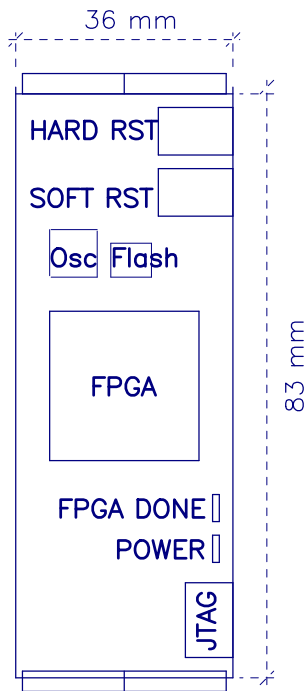 36 mm
HARD RST
SOFT RST
Osc Flash
FPGA
83 mm
FPGA DONE
POWER
JTAG